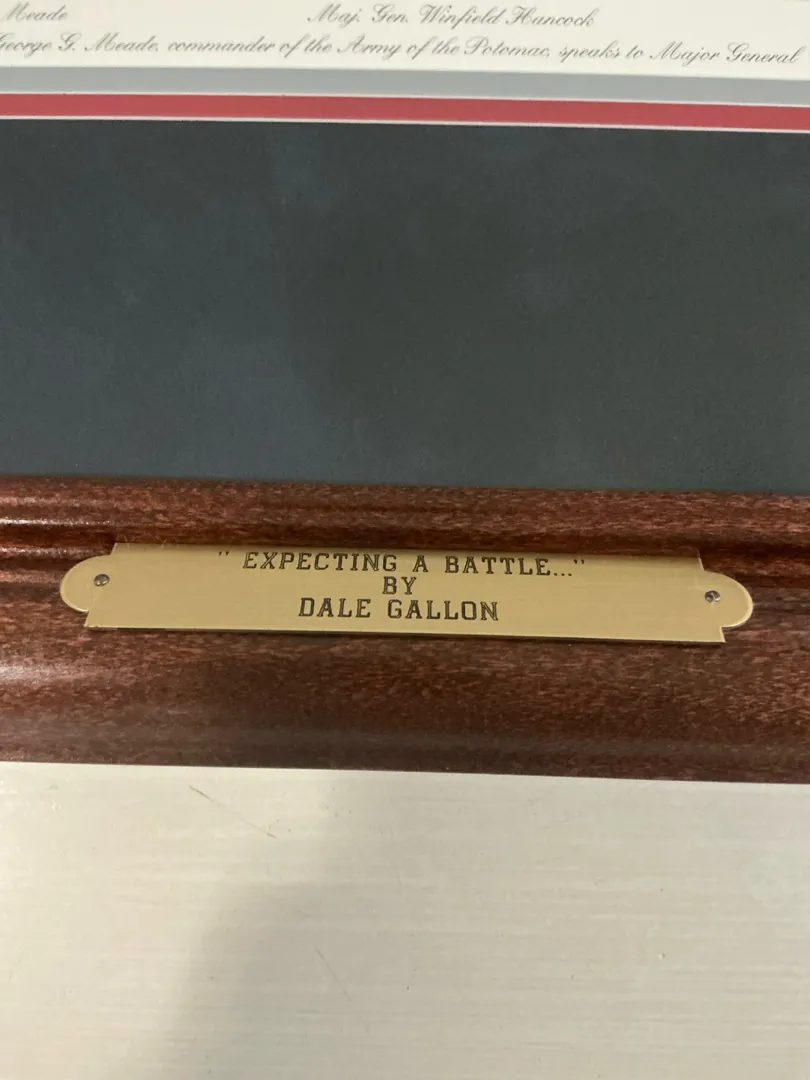 Meade Maj. Gen. Winfield Hancock
George G. Meade, commander of the Army of the Potomac, speaks to Major General
" EXPECTING A BATTLE..."
BY
DALE GALLON